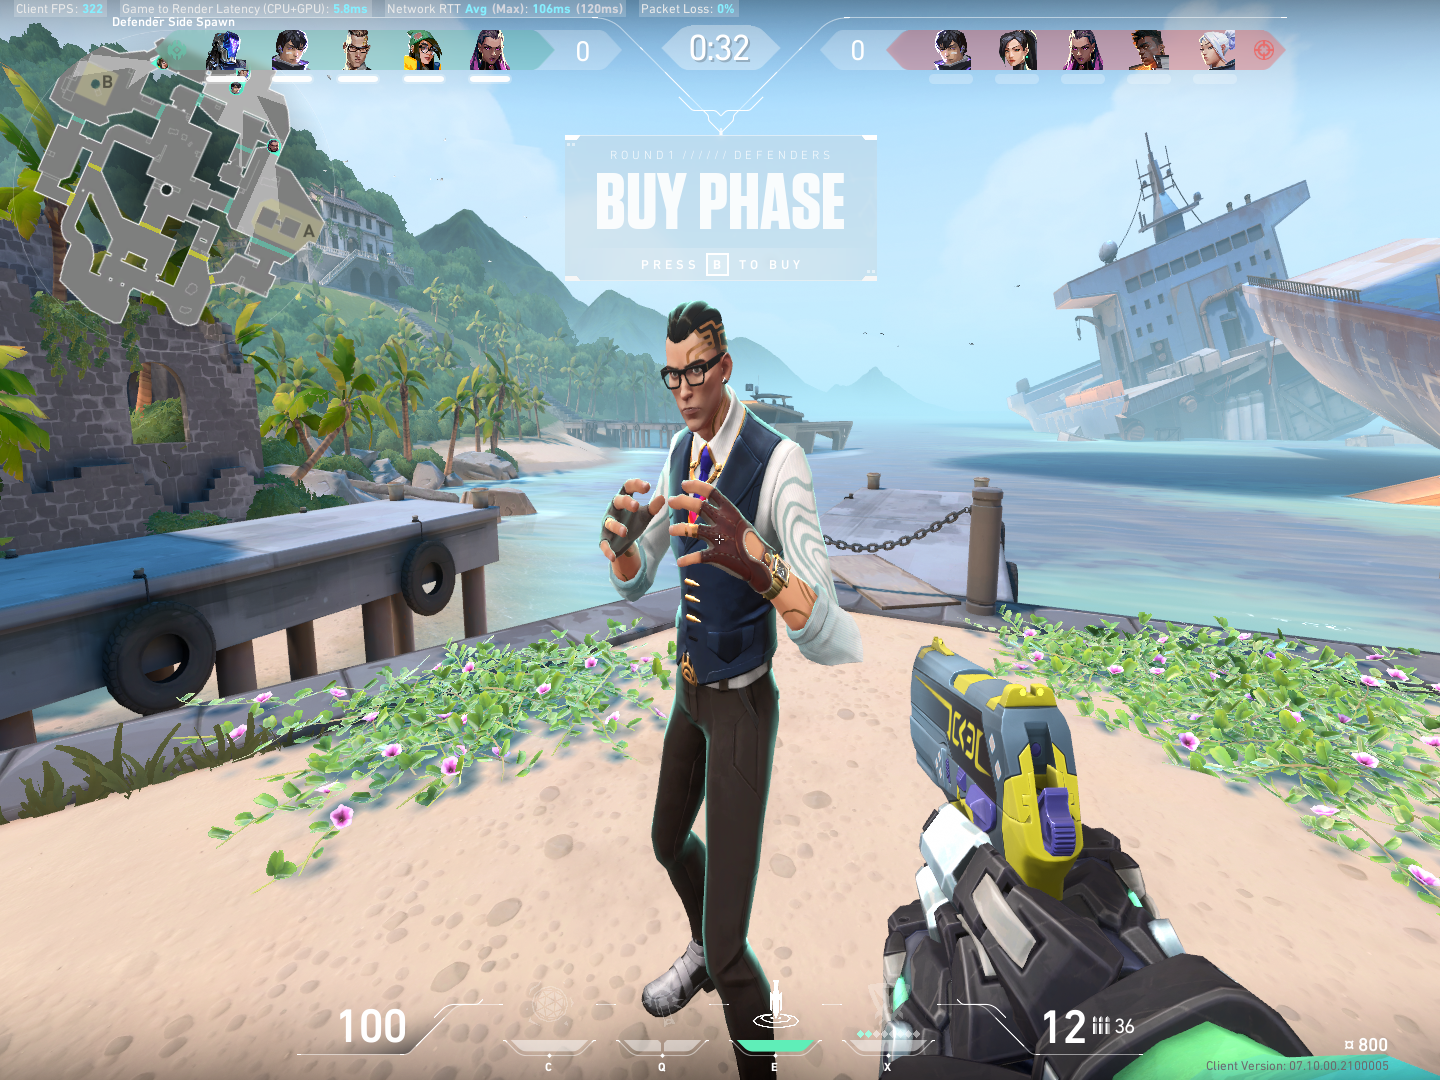 Client FPS: 322 Game to Render Latency (CPU+GPU): 5.8ms Network RTT Avg (Max): 106ms (120ms) Packet Loss: 0%
Defender Side Spawn
0 0:32 0
B
A
ROUND 1 ////// DEFENDERS
BUY PHASE
PRESS B TO BUY
100
12 36
¤ 800
C Q E X
Client Version: 07.10.00.2100005